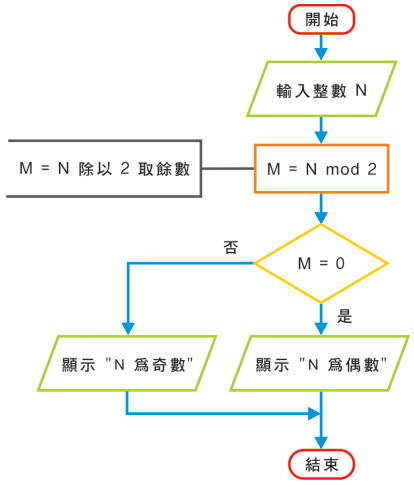 開始
輸入整數 N
M = N 除以 2 取餘數
M = N mod 2
否
M = 0
是
顯示 "N 爲奇數"
顯示 "N 爲偶數"
結束